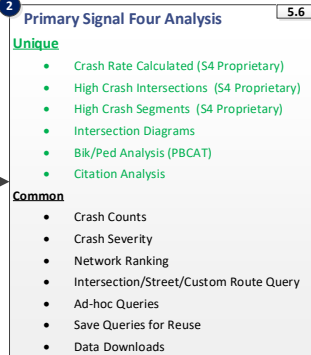 2
Primary Signal Four Analysis
5.6
Unique
• Crash Rate Calculated (S4 Proprietary)
• High Crash Intersections (S4 Proprietary)
• High Crash Segments (S4 Proprietary)
• Intersection Diagrams
• Bik/Ped Analysis (PBCAT)
• Citation Analysis
Common
• Crash Counts
• Crash Severity
• Network Ranking
• Intersection/Street/Custom Route Query
• Ad-hoc Queries
• Save Queries for Reuse
• Data Downloads